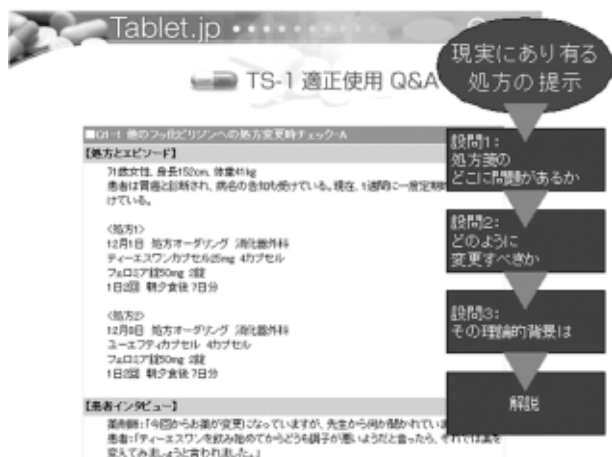 Tablet.jp
TS-1 適正使用 Q&A
現実にあり有る
処方の提示
■Q1-1 他のフッ化ピリジンへの処方変更時チェック-A
【処方とエピソード】
71歳女性、身長152cm、体重41kg
患者は胃癌と診断され、病名の告知も受けている。現在、1週間に一度定期
けている。
<処方1>
12月1日 処方オーダリング 消化器外科
ティーエスワンカプセル25mg 4カプセル
フェロミア錠50mg 2錠
1日2回 朝夕食後 7日分
<処方2>
12月8日 処方オーダリング 消化器外科
ユーエフティカプセル 4カプセル
フェロミア錠50mg 2錠
1日2回 朝夕食後 7日分
【患者インタビュー】
薬剤師:「今回からお薬が変更になっていますが、先生から何か聞かれていま
患者:「ティーエスワンを飲み始めてからどうも調子が悪いようだと言ったら、それでは薬を
変えてみましょうと言われました。」
設問1:
処方箋の
どこに問題があるか
設問2:
どのように
変更すべきか
設問3:
その理論的背景は
解説